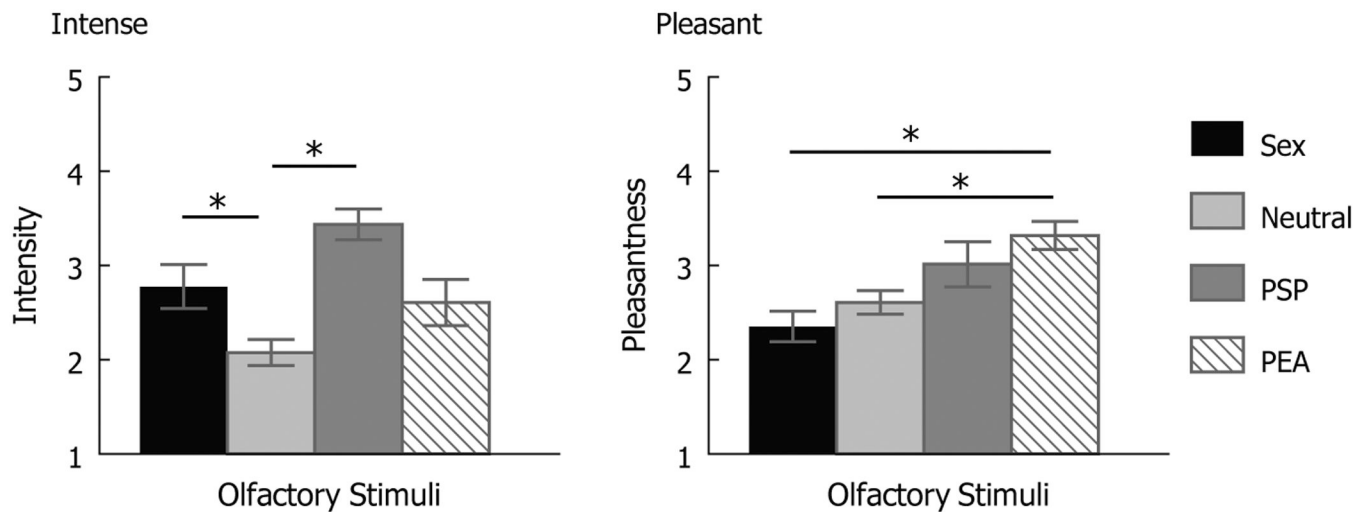 Intense
5
4
3
2
1
Intensity
*
*
Olfactory Stimuli
Pleasant
5
4
3
2
1
Pleasantness
*
*
Olfactory Stimuli
Sex
Neutral
PSP
PEA